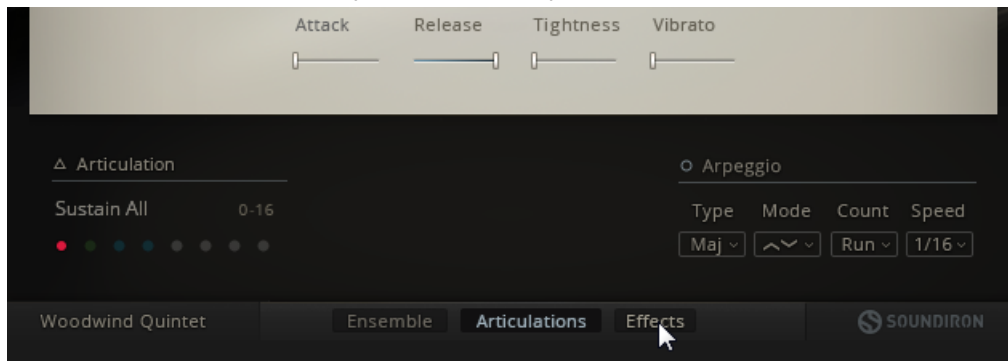 Attack Release Tightness Vibrato
Articulation
Arpeggio
Sustain All 0-16
Type Mode Count Speed
Maj Run 1/16
Woodwind Quintet Ensemble Articulations Effects SOUNDIRON